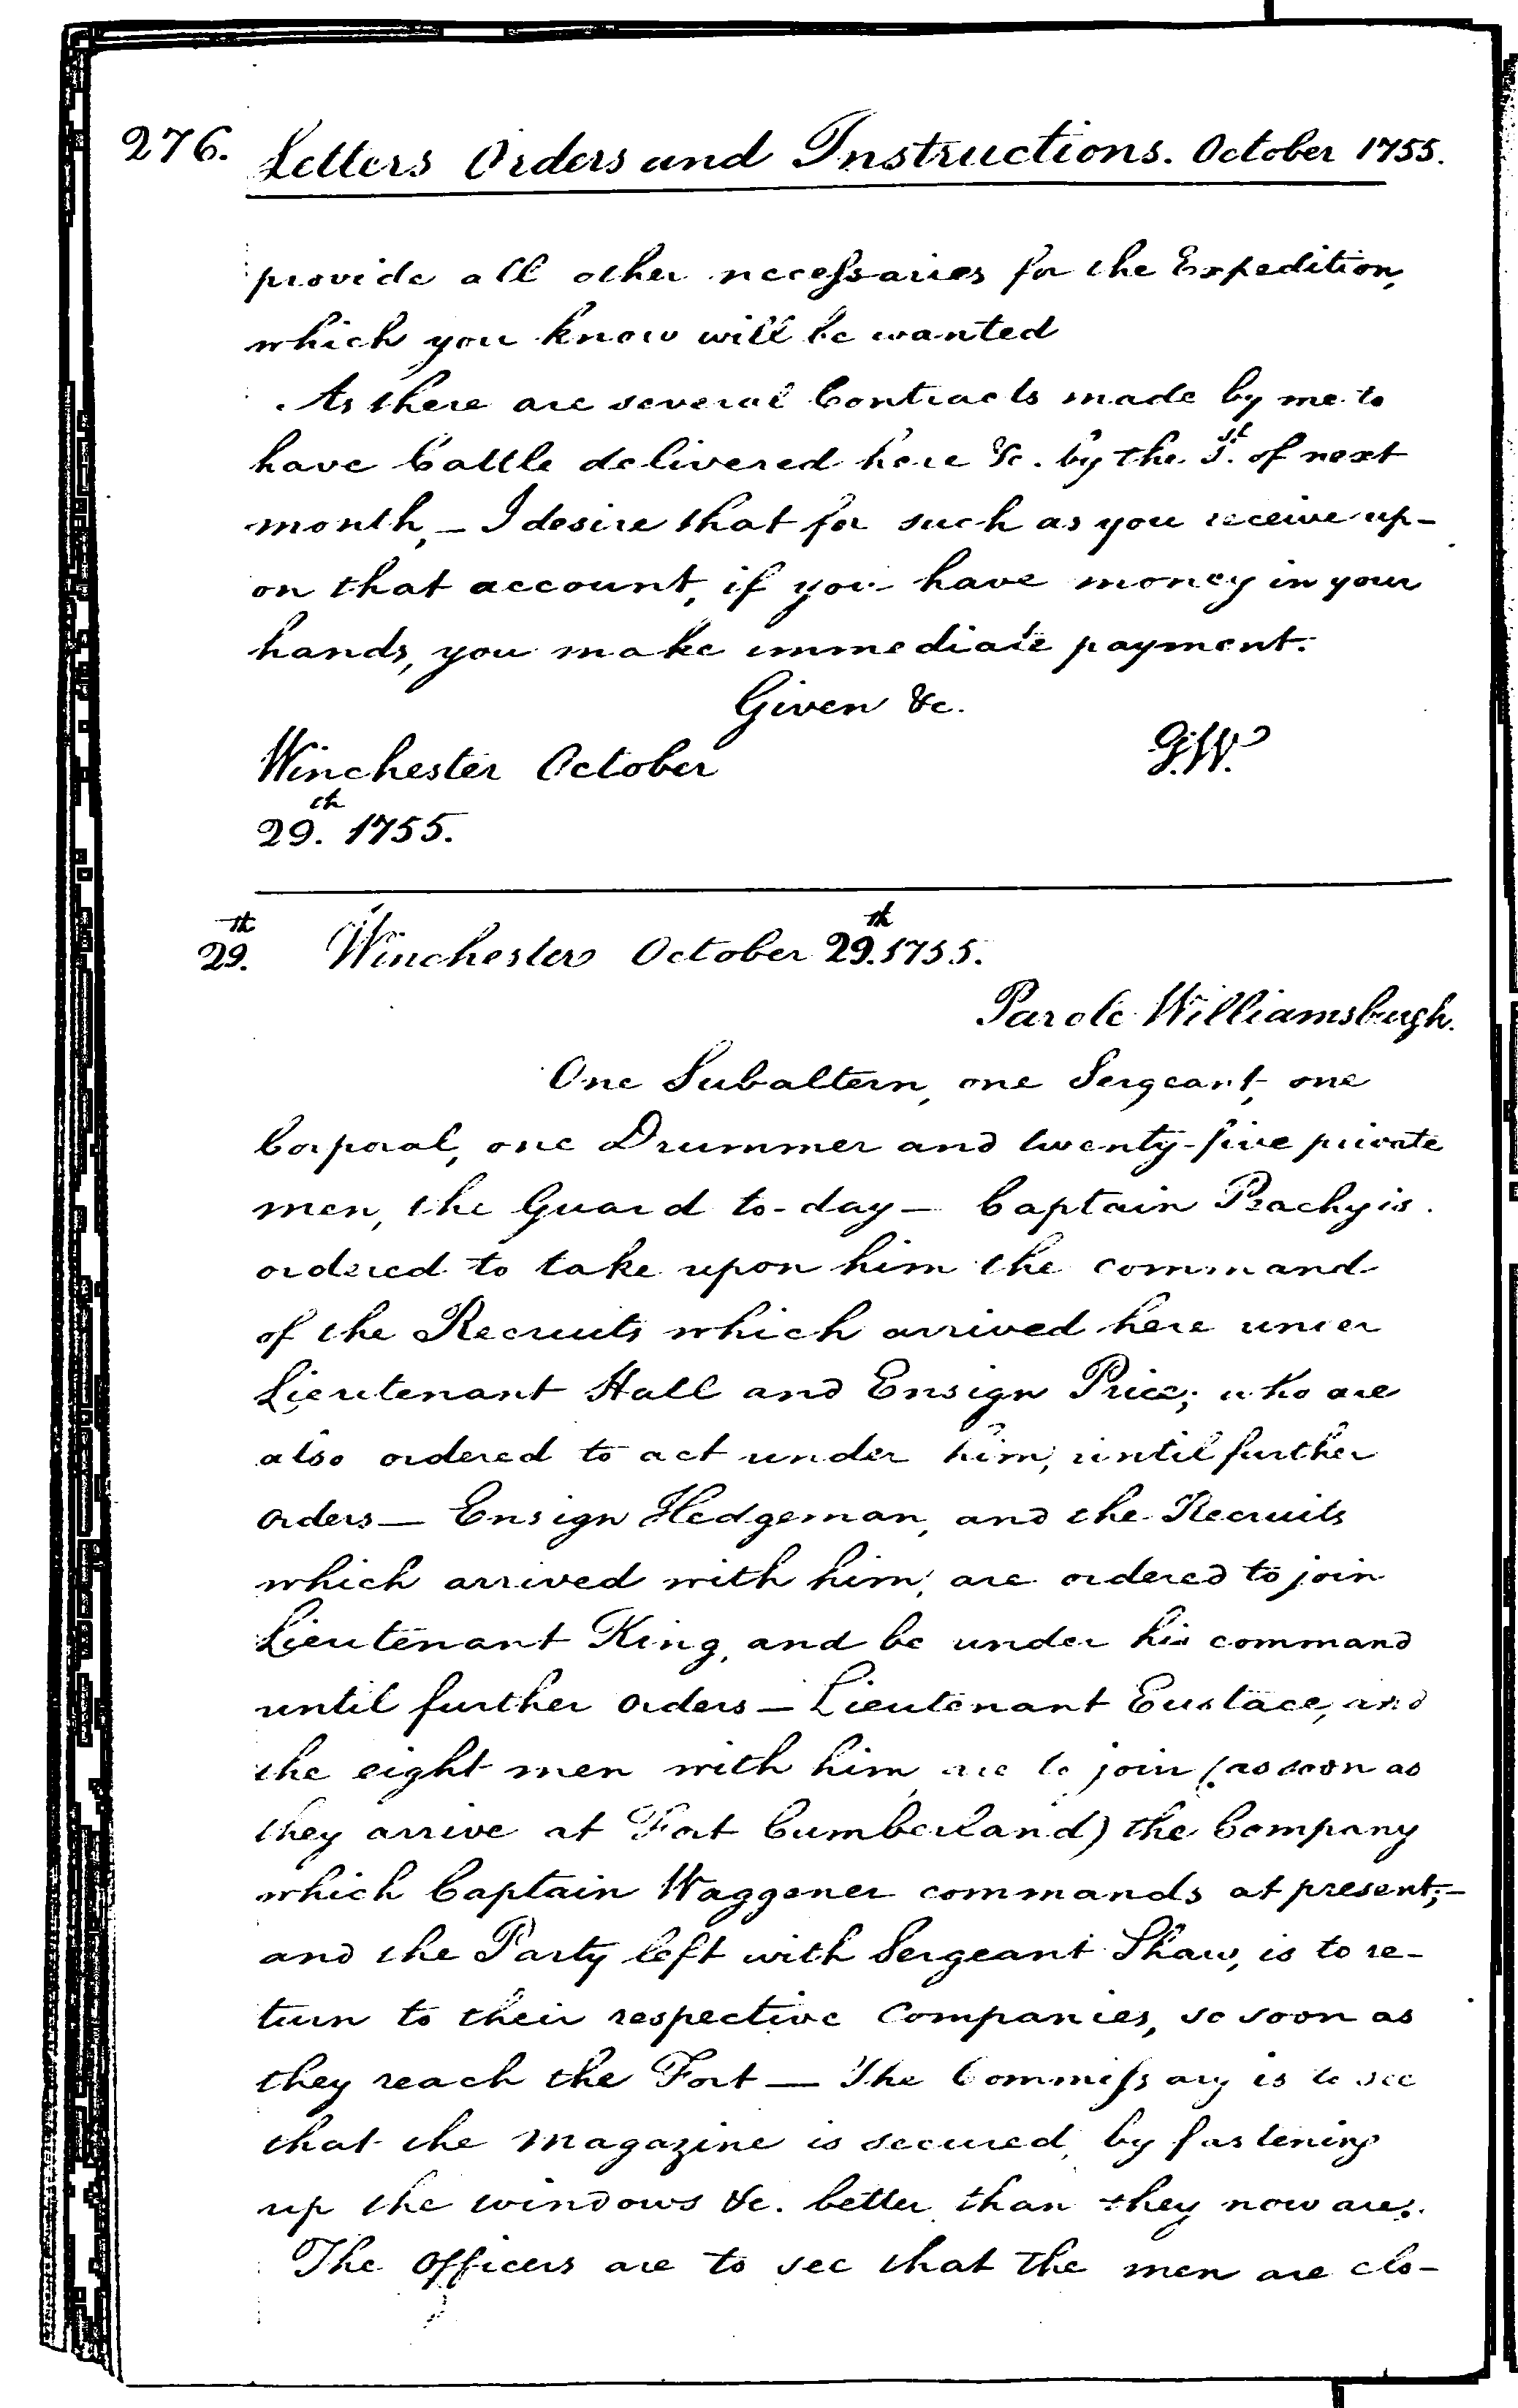 276. Letters Orders and Instructions. October 1755.
provide all other necessaries for the Expedition,
which you know will be wanted
As there are several Contracts made by me to
have Cattle delivered here &c. by the 1st. of next
month, — I desire that for such as you receive up-
on that account, if you have money in your
hands, you make immediate payment.
Given &c.
G.W.
Winchester October
29th. 1755.
29th. Winchester October 29th. 1755.
Parole Williamsburgh.
One Subaltern, one Sergeant, one
Corporal, one Drummer and twenty-five private
men, the Guard to-day — Captain Peachy is
ordered to take upon him the command
of the Recruits which arrived here under
Lieutenant Hall and Ensign Price; who are
also ordered to act under him, until further
orders — Ensign Hedgeman, and the Recruits
which arrived with him, are ordered to join
Lieutenant King, and be under his command
until further orders — Lieutenant Eustace, and
the eight men with him, are to join (as soon as
they arrive at Fort Cumberland) the Company
which Captain Waggener commands at present; —
and the Party left with Sergeant Shaw, is to re-
turn to their respective Companies, so soon as
they reach the Fort — The Commissary is to see
that the magazine is secured, by fastening
up the windows &c. better than they now are.
The Officers are to see that the men are clo-